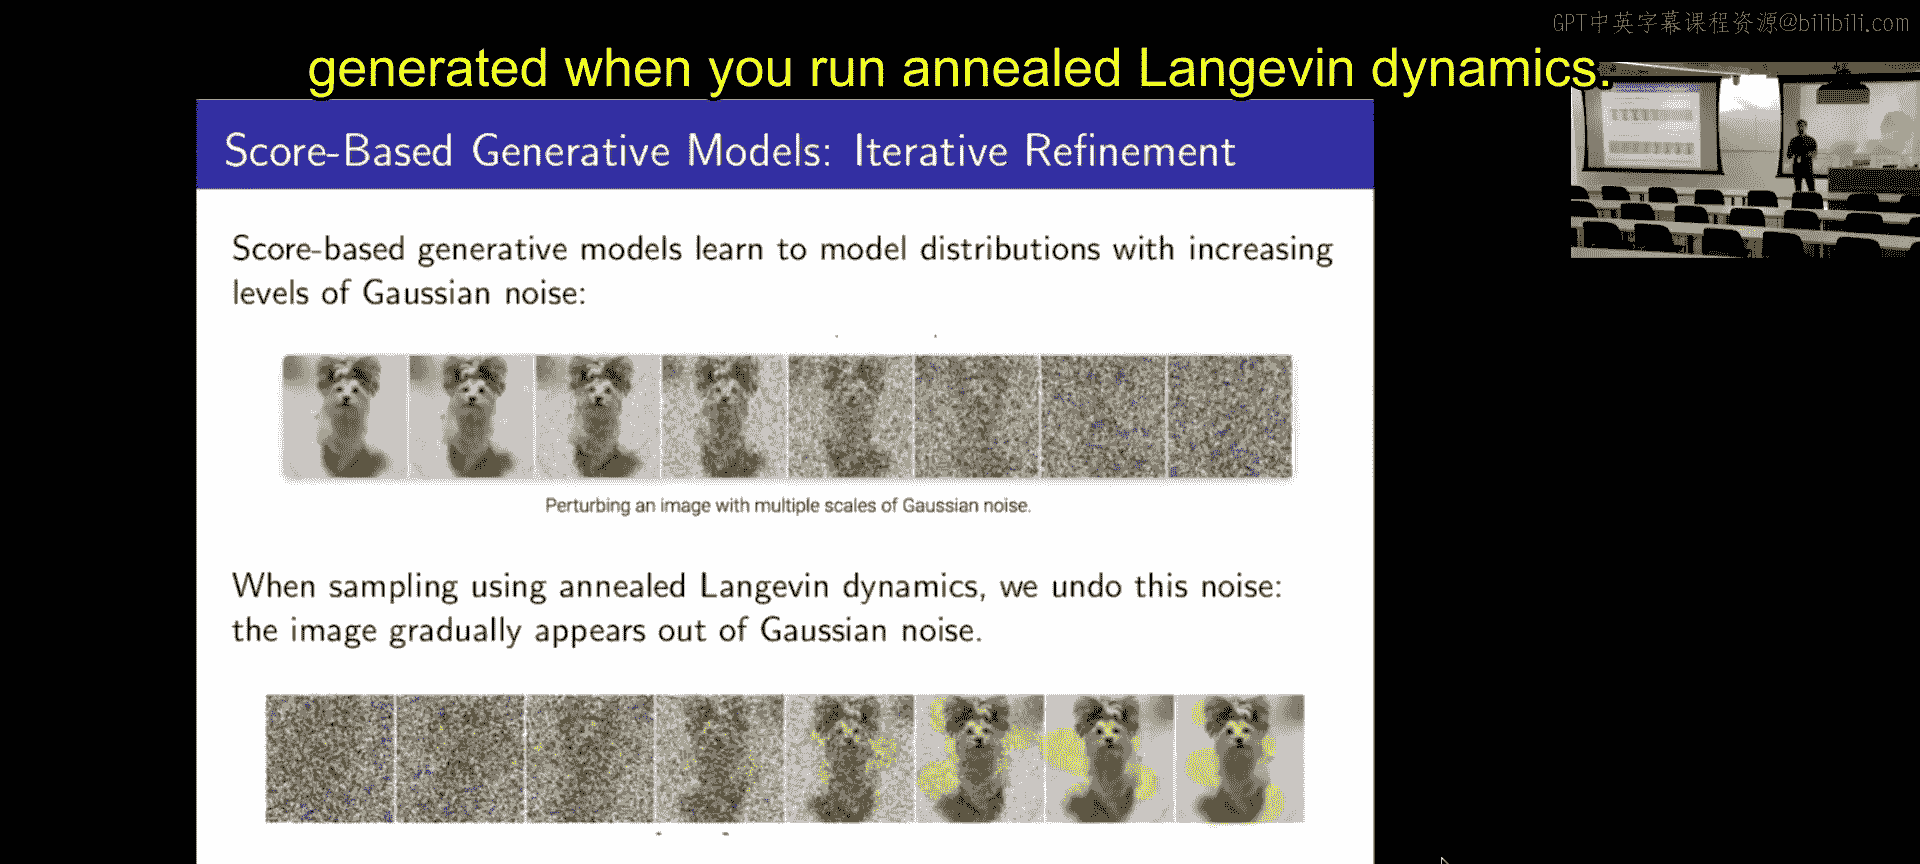 GPT中英字幕课程资源@bilibili.com
generated when you run annealed Langevin dynamics.
Score-Based Generative Models: Iterative Refinement
Score-based generative models learn to model distributions with increasing
levels of Gaussian noise:
Perturbing an image with multiple scales of Gaussian noise.
When sampling using annealed Langevin dynamics, we undo this noise:
the image gradually appears out of Gaussian noise.